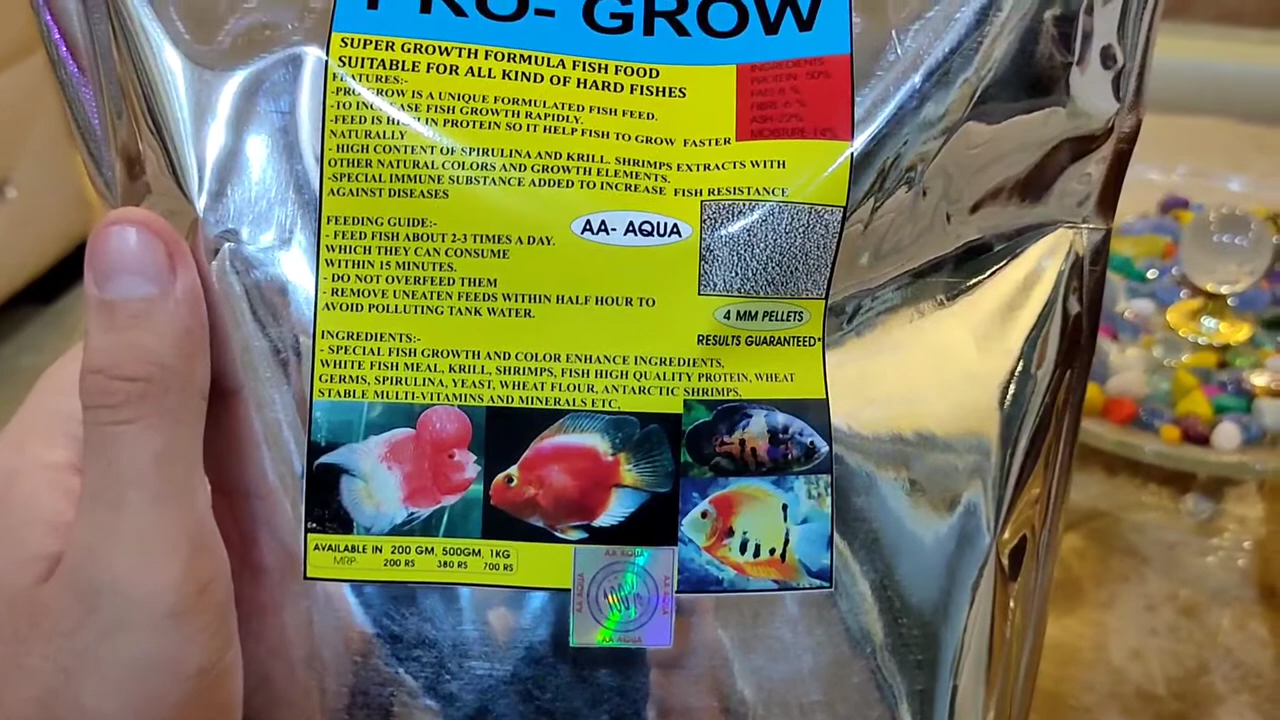 PRO- GROW
SUPER GROWTH FORMULA FISH FOOD
SUITABLE FOR ALL KIND OF HARD FISHES
FEATURES:-
-PRO-GROW IS A UNIQUE FORMULATED FISH FEED.
-TO INCREASE FISH GROWTH RAPIDLY.
-FEED IS HIGH IN PROTEIN SO IT HELP FISH TO GROW FASTER
NATURALLY
- HIGH CONTENT OF SPIRULINA AND KRILL. SHRIMPS EXTRACTS WITH
OTHER NATURAL COLORS AND GROWTH ELEMENTS.
-SPECIAL IMMUNE SUBSTANCE ADDED TO INCREASE FISH RESISTANCE
AGAINST DISEASES
INGREDIENTS
PROTEIN- 50%
FAT-8 %
FIBRE-6 %
ASH-22%
MOISTURE-14%
FEEDING GUIDE:-
- FEED FISH ABOUT 2-3 TIMES A DAY.
WHICH THEY CAN CONSUME
WITHIN 15 MINUTES.
- DO NOT OVERFEED THEM
- REMOVE UNEATEN FEEDS WITHIN HALF HOUR TO
AVOID POLLUTING TANK WATER.
AA- AQUA
4 MM PELLETS
RESULTS GUARANTEED*
INGREDIENTS:-
- SPECIAL FISH GROWTH AND COLOR ENHANCE INGREDIENTS,
WHITE FISH MEAL, KRILL, SHRIMPS, FISH HIGH QUALITY PROTEIN, WHEAT
GERMS, SPIRULINA, YEAST, WHEAT FLOUR, ANTARCTIC SHRIMPS,
STABLE MULTI-VITAMINS AND MINERALS ETC,
AVAILABLE IN 200 GM, 500GM, 1KG
MRP- 200 RS 380 RS 700 RS
AA AQUA
AA AQUA
AA AQUA
AA AQUA